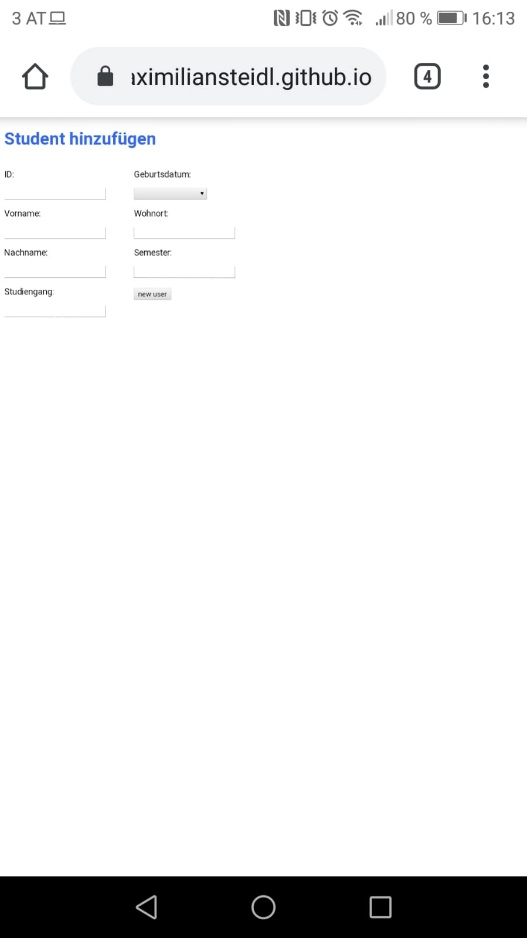 3 AT 80 % 16:13
aximiliansteidl.github.io 4
Student hinzufügen
ID:
Geburtsdatum:
Vorname:
Wohnort:
Nachname:
Semester:
Studiengang:
new user